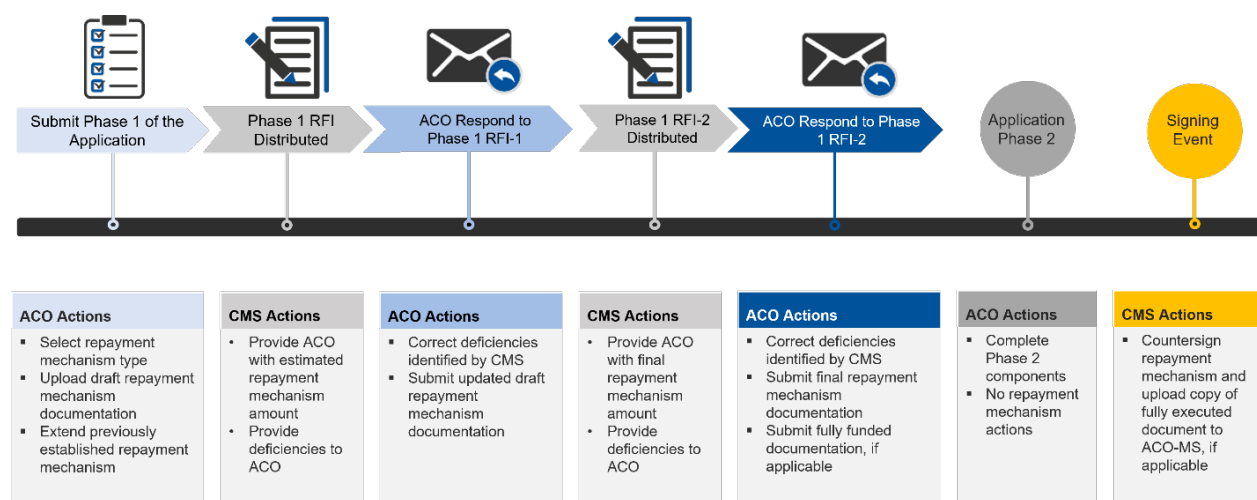 Submit Phase 1 of the
Application
Phase 1 RFI
Distributed
ACO Respond to
Phase 1 RFI-1
Phase 1 RFI-2
Distributed
ACO Respond to Phase
1 RFI-2
Application
Phase 2
Signing
Event
ACO Actions
▪ Select repayment
mechanism type
▪ Upload draft repayment
mechanism
documentation
▪ Extend previously
established repayment
mechanism
CMS Actions
• Provide ACO
with estimated
repayment
mechanism
amount
• Provide
deficiencies to
ACO
ACO Actions
▪ Correct deficiencies
identified by CMS
▪ Submit updated draft
repayment
mechanism
documentation
CMS Actions
• Provide ACO
with final
repayment
mechanism
amount
• Provide
deficiencies to
ACO
ACO Actions
▪ Correct deficiencies
identified by CMS
▪ Submit final repayment
mechanism
documentation
▪ Submit fully funded
documentation, if
applicable
ACO Actions
▪ Complete
Phase 2
components
▪ No repayment
mechanism
actions
CMS Actions
▪ Countersign
repayment
mechanism and
upload copy of
fully executed
document to
ACO-MS, if
applicable